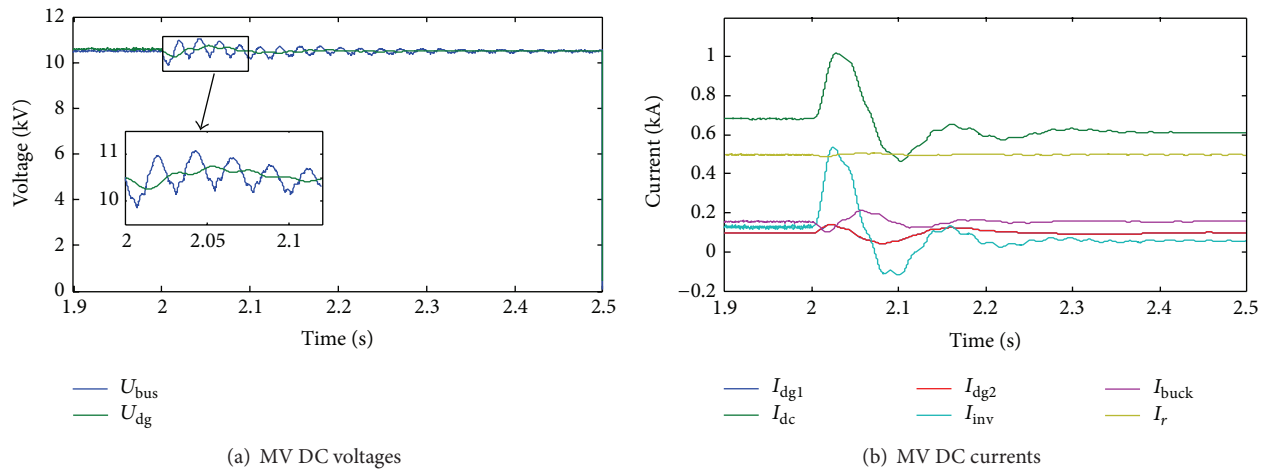 12
10
8
6
4
2
0
Voltage (kV)
11
10
2 2.05 2.1
1.9 2 2.1 2.2 2.3 2.4 2.5
Time (s)
U_bus
U_dg
(a) MV DC voltages
1
0.8
0.6
0.4
0.2
0
−0.2
Current (kA)
1.9 2 2.1 2.2 2.3 2.4 2.5
Time (s)
I_dg1 I_dg2 I_buck
I_dc I_inv I_r
(b) MV DC currents